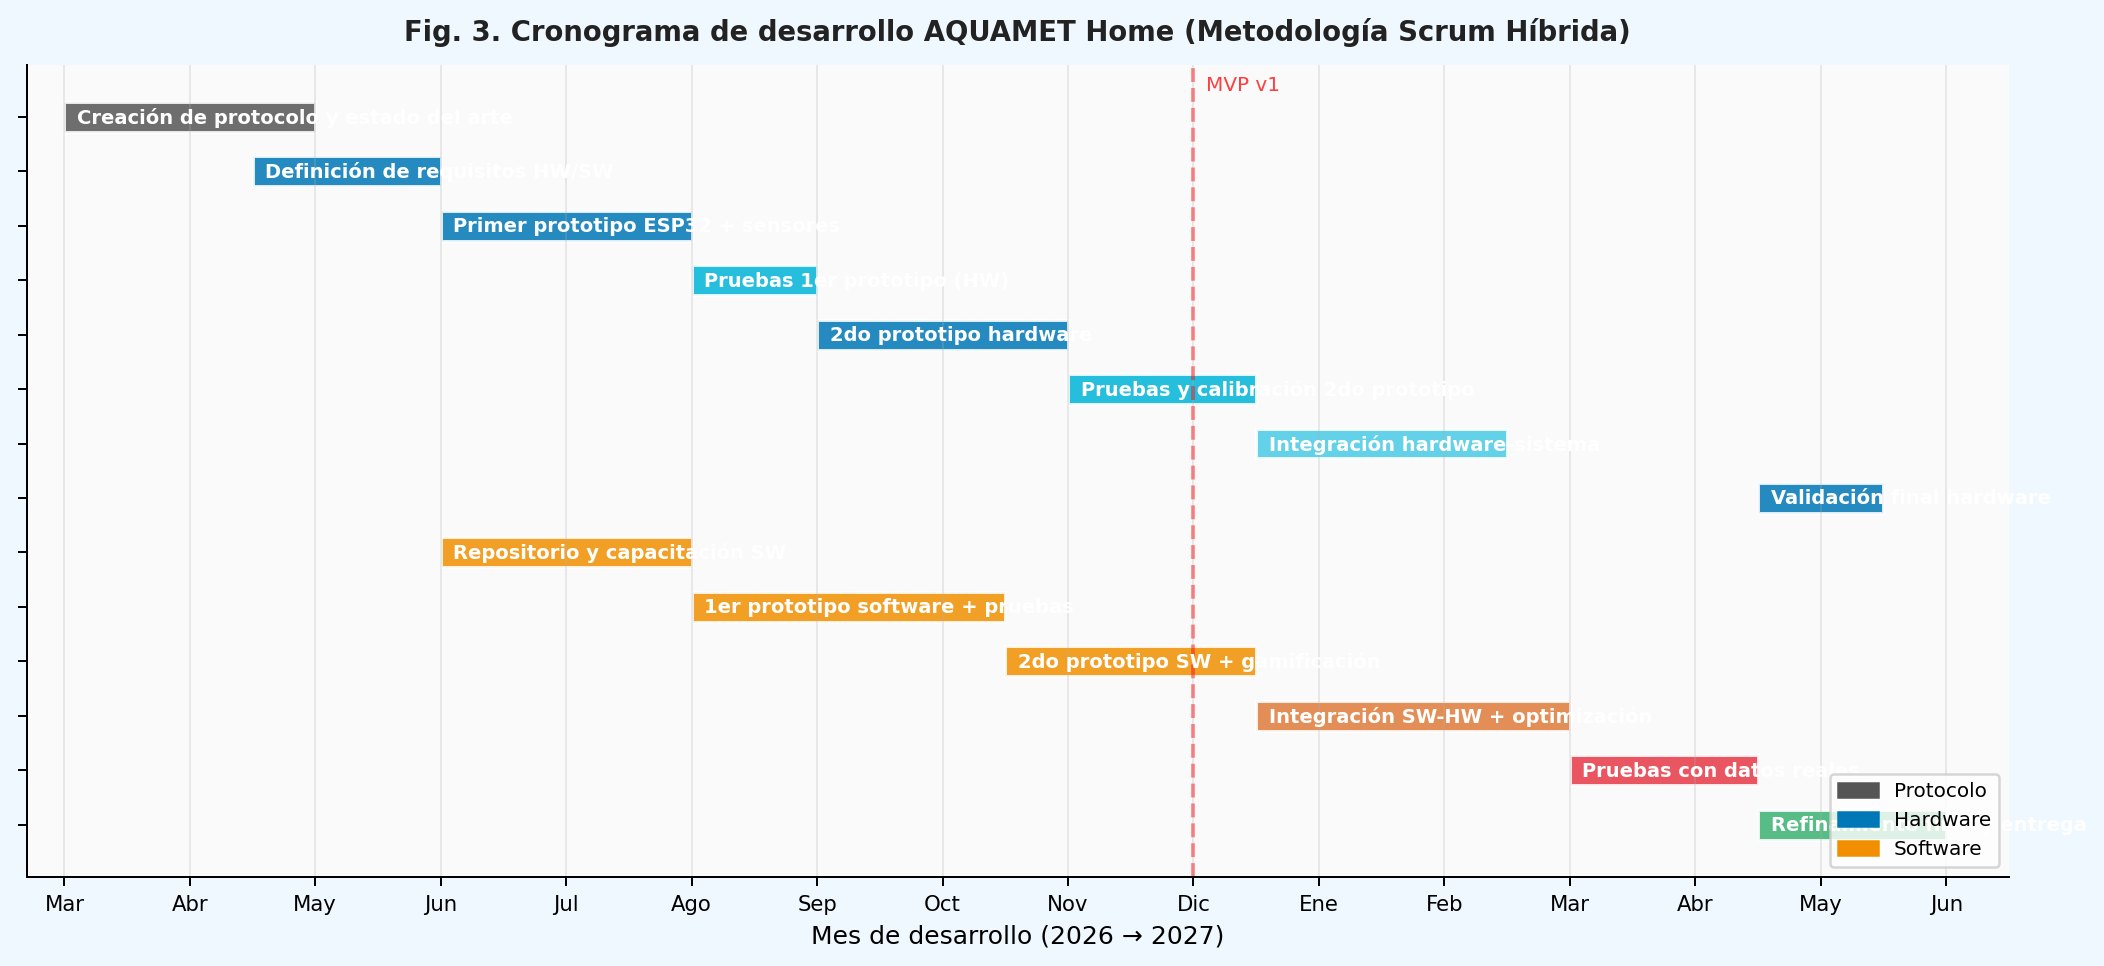 Fig. 3. Cronograma de desarrollo AQUAMET Home (Metodología Scrum Híbrida)
MVP v1
Creación de protocolo y estado del arte
Definición de requisitos HW/SW
Primer prototipo ESP32 + sensores
Pruebas 1er prototipo (HW)
2do prototipo hardware
Pruebas y calibración 2do prototipo
Integración hardware-sistema
Validación final hardware
Repositorio y capacitación SW
1er prototipo software + pruebas
2do prototipo SW + gamificación
Integración SW-HW + optimización
Pruebas con datos reales
Refinamiento entrega
Protocolo
Hardware
Software
Mar Abr May Jun Jul Ago Sep Oct Nov Dic Ene Feb Mar Abr May Jun
Mes de desarrollo (2026 → 2027)